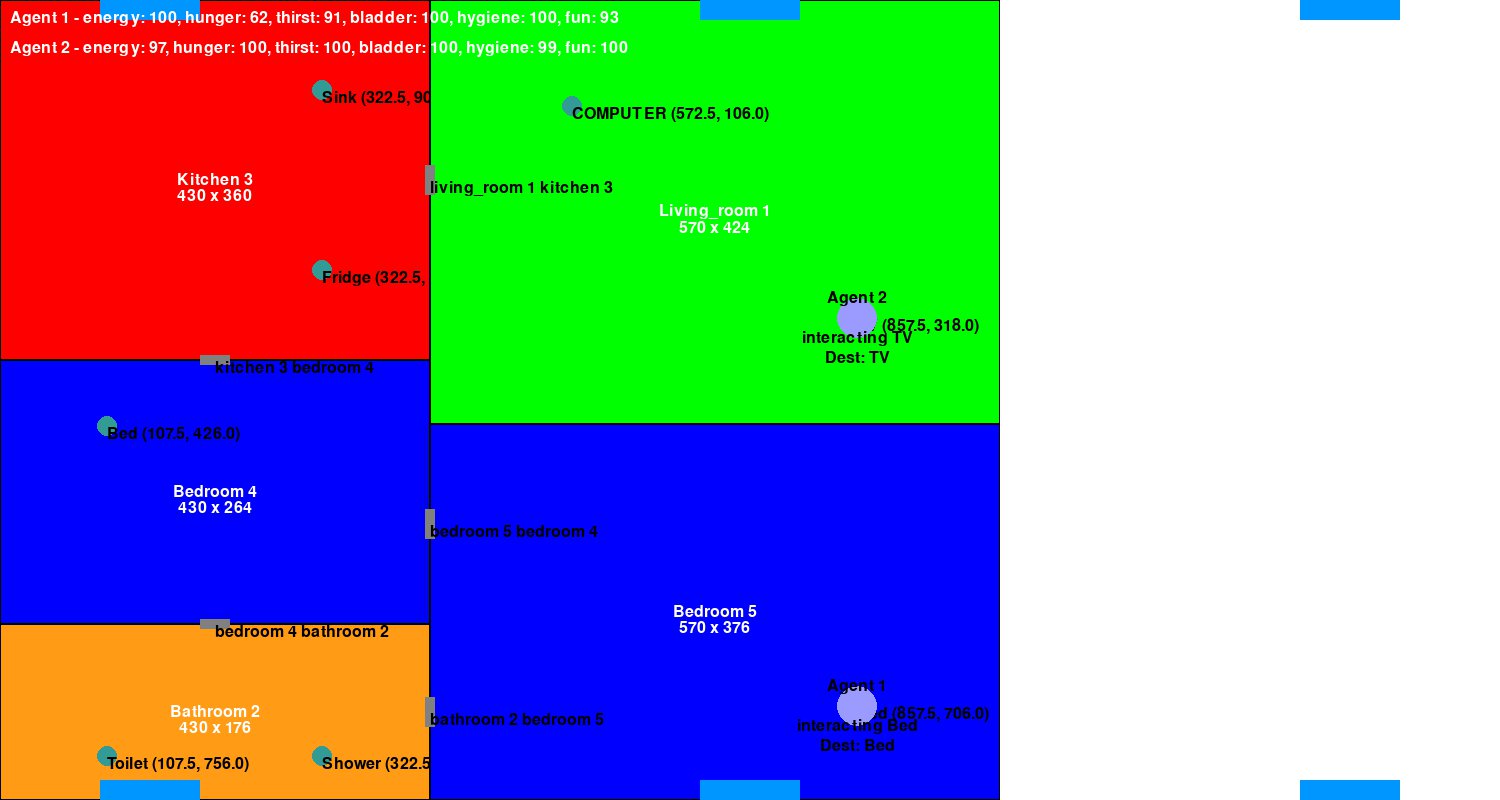 Agent 1 - energy: 100, hunger: 62, thirst: 91, bladder: 100, hygiene: 100, fun: 93
Agent 2 - energy: 97, hunger: 100, thirst: 100, bladder: 100, hygiene: 99, fun: 100
Sink (322.5, 90
COMPUTER (572.5, 106.0)
Kitchen 3
430 x 360
living_room 1 kitchen 3
Living_room 1
570 x 424
Fridge (322.5,
Agent 2
(857.5, 318.0)
interacting TV
Dest: TV
kitchen 3 bedroom 4
Bed (107.5, 426.0)
Bedroom 4
430 x 264
bedroom 5 bedroom 4
Bedroom 5
570 x 376
bedroom 4 bathroom 2
Agent 1
d (857.5, 706.0)
interacting Bed
Dest: Bed
Bathroom 2
430 x 176
bathroom 2 bedroom 5
Toilet (107.5, 756.0)
Shower (322.5